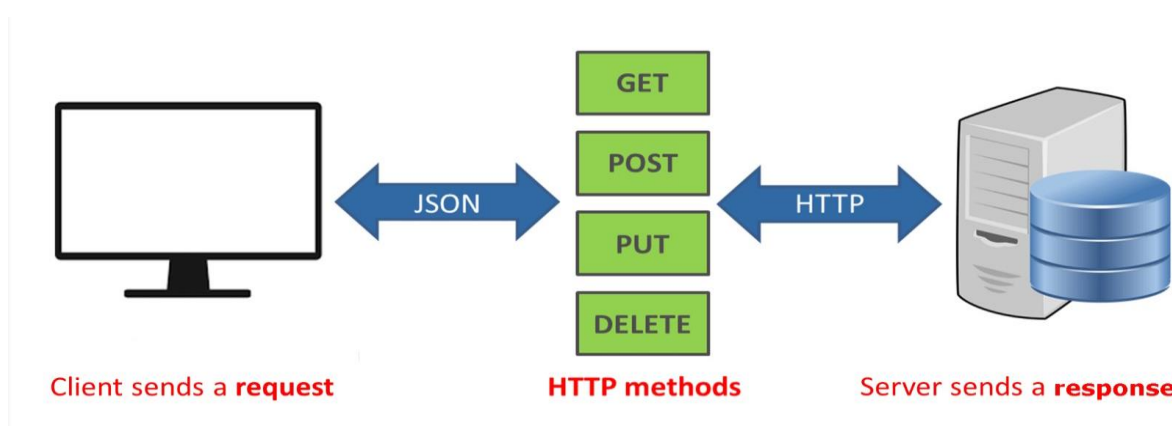 GET
POST
JSON
HTTP
PUT
DELETE
Client sends a request
HTTP methods
Server sends a response